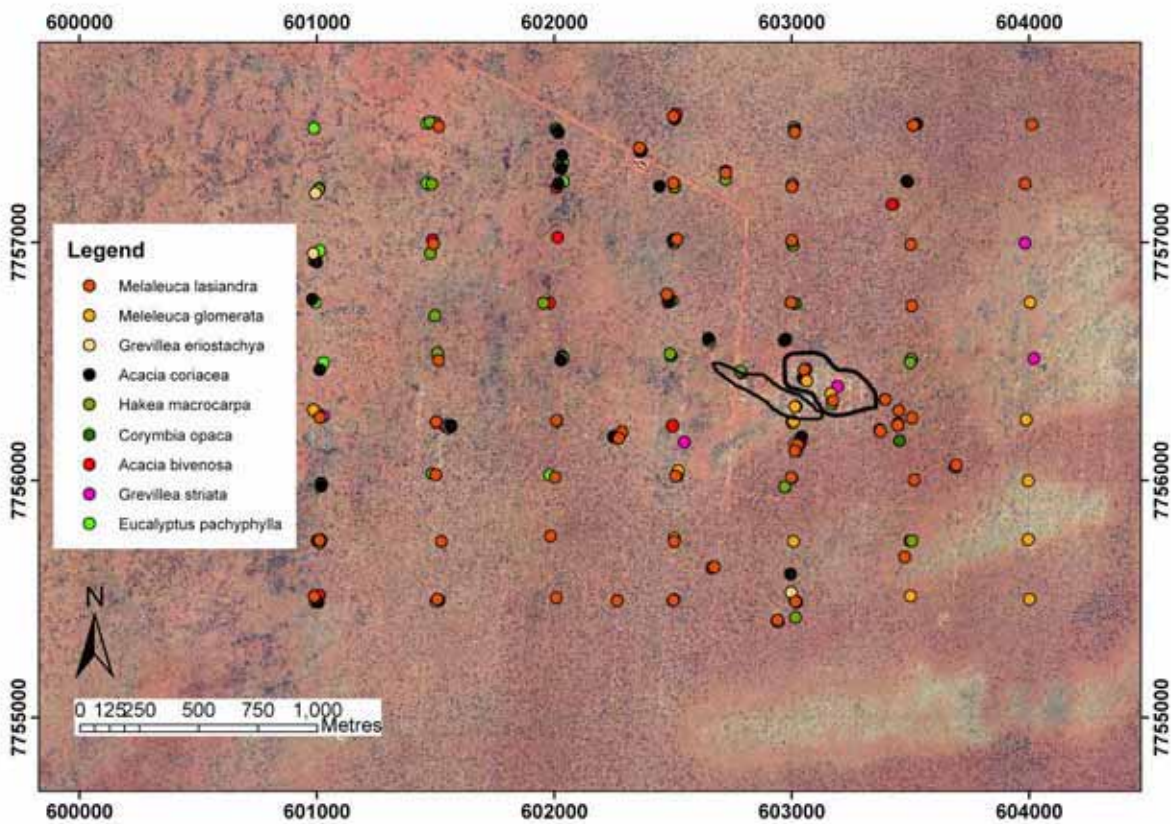 600000 601000 602000 603000 604000
7757000 7757000
Legend
Melaleuca lasiandra
Meleleuca glomerata
Grevillea eriostachya
Acacia coriacea
Hakea macrocarpa
Corymbia opaca
Acacia bivenosa
Grevillea striata
Eucalyptus pachyphylla
7756000 7756000
N
0 125250 500 750 1,000
Metres
7755000 7755000
600000 601000 602000 603000 604000